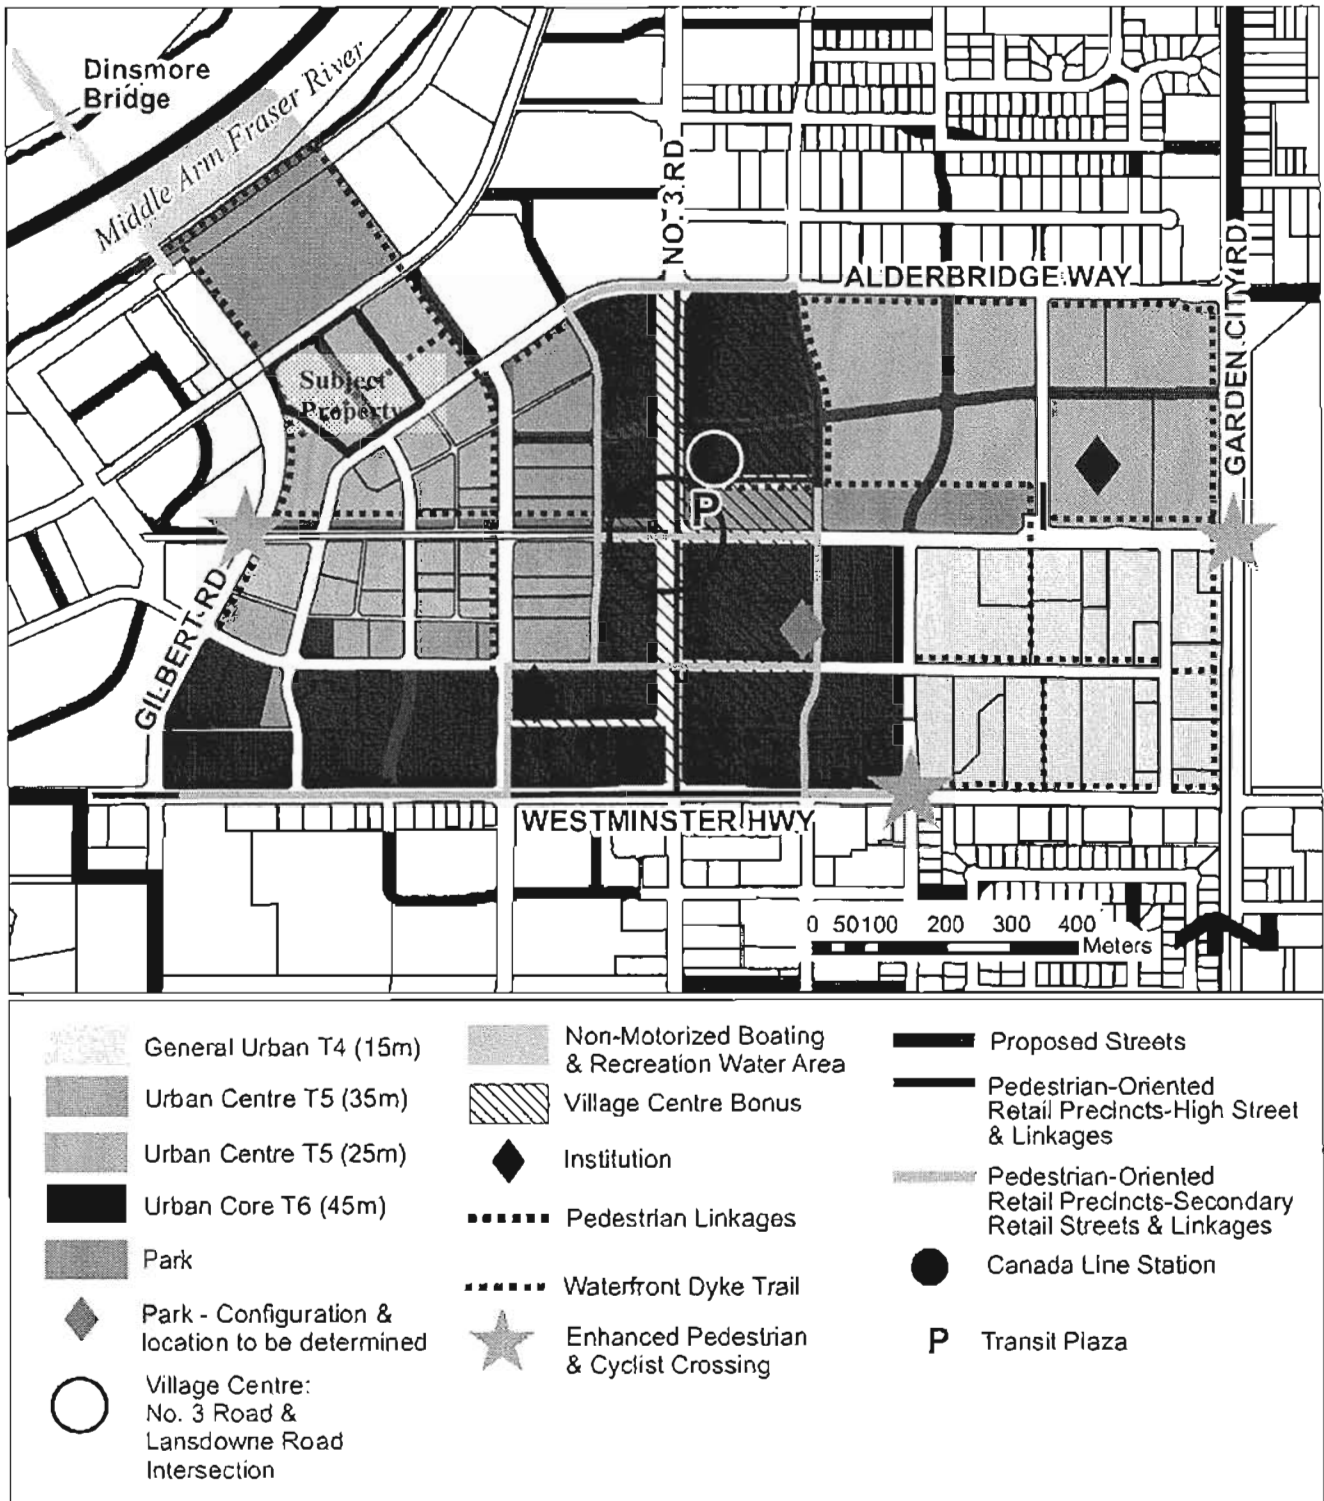 Dinsmore
Bridge
Middle Arm Fraser River
NO. 3 RD
ALDERBRIDGE WAY
GARDEN CITY RD
Subject
Property
P
GILBERT RD
WESTMINSTER HWY
0 50 100 200 300 400
Meters
General Urban T4 (15m)
Urban Centre T5 (35m)
Urban Centre T5 (25m)
Urban Core T6 (45m)
Park
Park - Configuration &
location to be determined
Village Centre:
No. 3 Road &
Lansdowne Road
Intersection
Non-Motorized Boating
& Recreation Water Area
Village Centre Bonus
Institution
Pedestrian Linkages
Waterfront Dyke Trail
Enhanced Pedestrian
& Cyclist Crossing
Proposed Streets
Pedestrian-Oriented
Retail Precincts-High Street
& Linkages
Pedestrian-Oriented
Retail Precincts-Secondary
Retail Streets & Linkages
Canada Line Station
P Transit Plaza